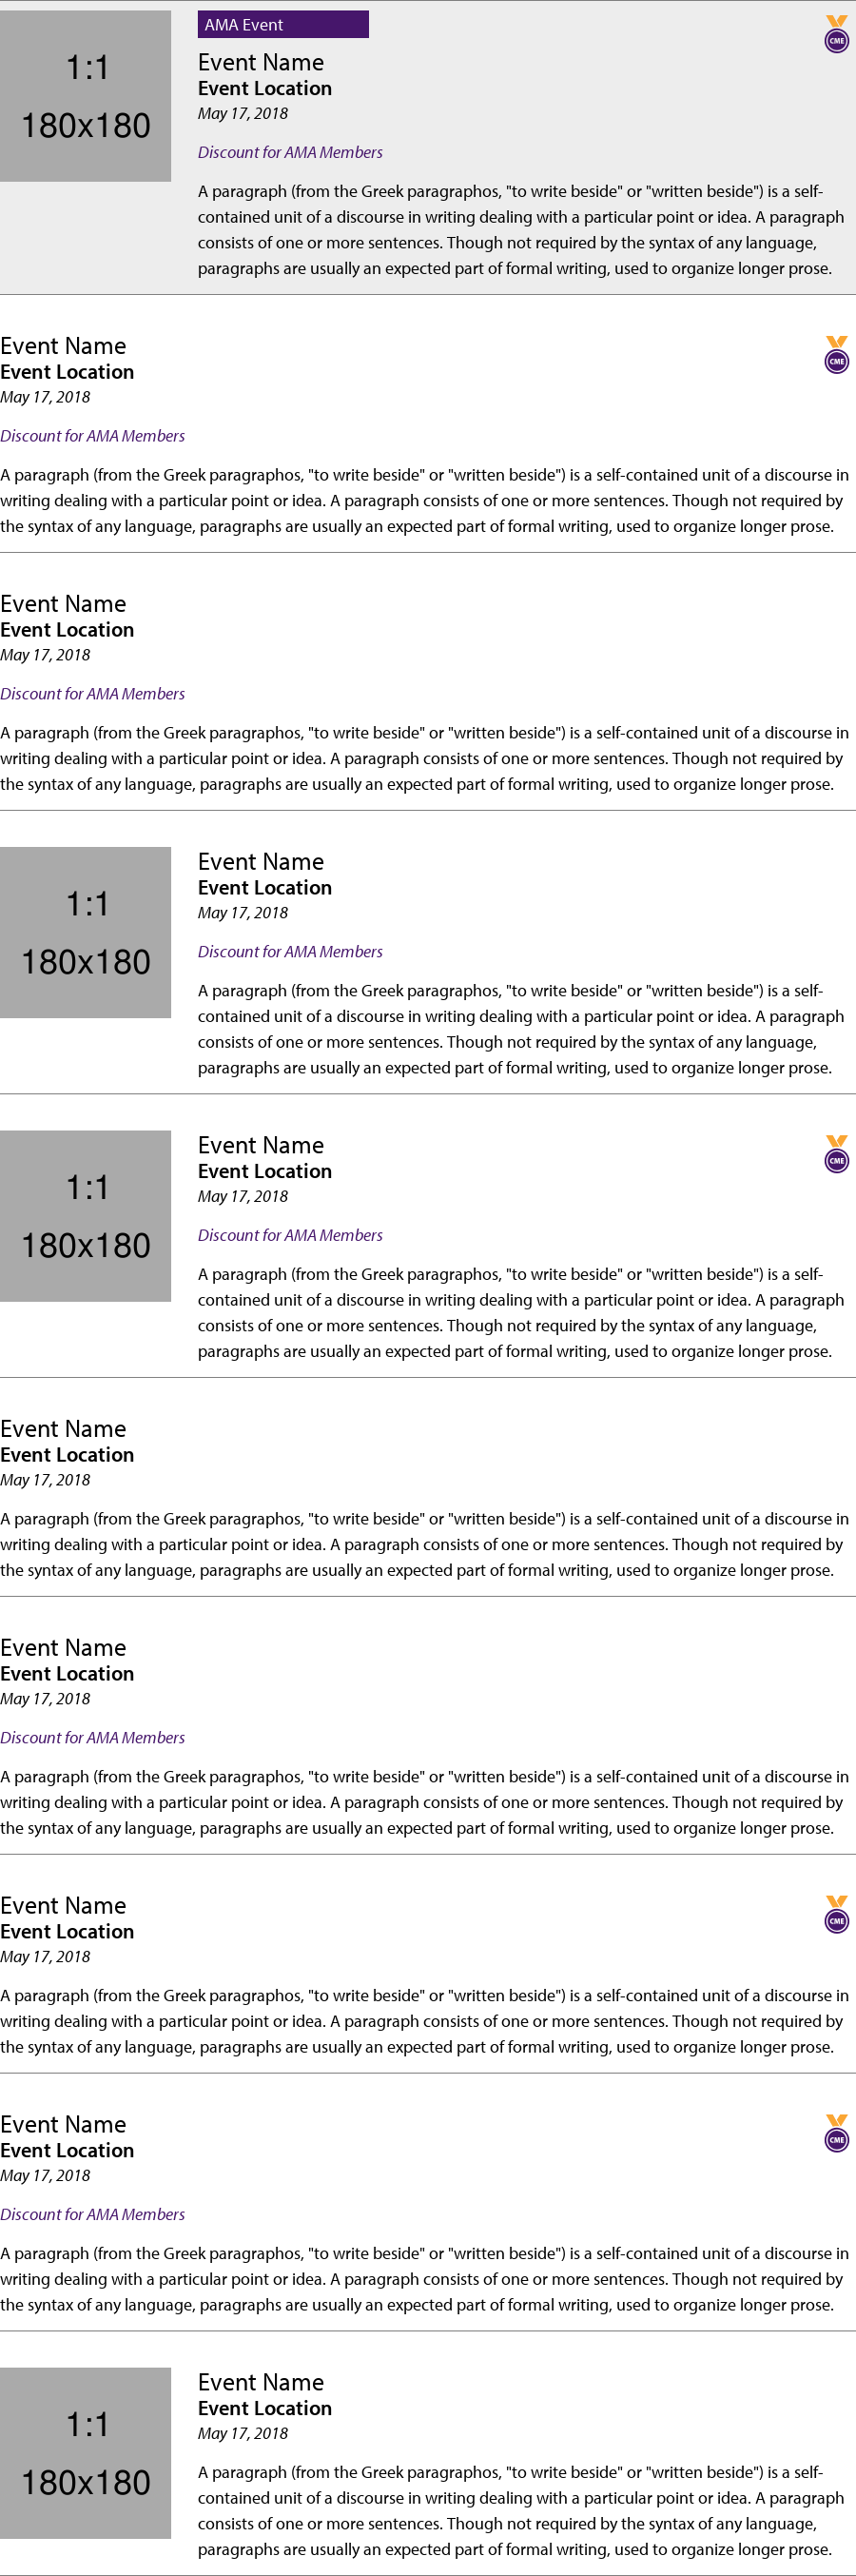 1:1
180x180
AMA Event
CME
Event Name
Event Location
May 17, 2018
Discount for AMA Members
A paragraph (from the Greek paragraphos, "to write beside" or "written beside") is a self-
contained unit of a discourse in writing dealing with a particular point or idea. A paragraph
consists of one or more sentences. Though not required by the syntax of any language,
paragraphs are usually an expected part of formal writing, used to organize longer prose.
Event Name
CME
Event Location
May 17, 2018
Discount for AMA Members
A paragraph (from the Greek paragraphos, "to write beside" or "written beside") is a self-contained unit of a discourse in
writing dealing with a particular point or idea. A paragraph consists of one or more sentences. Though not required by
the syntax of any language, paragraphs are usually an expected part of formal writing, used to organize longer prose.
Event Name
Event Location
May 17, 2018
Discount for AMA Members
A paragraph (from the Greek paragraphos, "to write beside" or "written beside") is a self-contained unit of a discourse in
writing dealing with a particular point or idea. A paragraph consists of one or more sentences. Though not required by
the syntax of any language, paragraphs are usually an expected part of formal writing, used to organize longer prose.
1:1
180x180
Event Name
Event Location
May 17, 2018
Discount for AMA Members
A paragraph (from the Greek paragraphos, "to write beside" or "written beside") is a self-
contained unit of a discourse in writing dealing with a particular point or idea. A paragraph
consists of one or more sentences. Though not required by the syntax of any language,
paragraphs are usually an expected part of formal writing, used to organize longer prose.
1:1
180x180
Event Name
CME
Event Location
May 17, 2018
Discount for AMA Members
A paragraph (from the Greek paragraphos, "to write beside" or "written beside") is a self-
contained unit of a discourse in writing dealing with a particular point or idea. A paragraph
consists of one or more sentences. Though not required by the syntax of any language,
paragraphs are usually an expected part of formal writing, used to organize longer prose.
Event Name
Event Location
May 17, 2018
A paragraph (from the Greek paragraphos, "to write beside" or "written beside") is a self-contained unit of a discourse in
writing dealing with a particular point or idea. A paragraph consists of one or more sentences. Though not required by
the syntax of any language, paragraphs are usually an expected part of formal writing, used to organize longer prose.
Event Name
Event Location
May 17, 2018
Discount for AMA Members
A paragraph (from the Greek paragraphos, "to write beside" or "written beside") is a self-contained unit of a discourse in
writing dealing with a particular point or idea. A paragraph consists of one or more sentences. Though not required by
the syntax of any language, paragraphs are usually an expected part of formal writing, used to organize longer prose.
Event Name
CME
Event Location
May 17, 2018
A paragraph (from the Greek paragraphos, "to write beside" or "written beside") is a self-contained unit of a discourse in
writing dealing with a particular point or idea. A paragraph consists of one or more sentences. Though not required by
the syntax of any language, paragraphs are usually an expected part of formal writing, used to organize longer prose.
Event Name
CME
Event Location
May 17, 2018
Discount for AMA Members
A paragraph (from the Greek paragraphos, "to write beside" or "written beside") is a self-contained unit of a discourse in
writing dealing with a particular point or idea. A paragraph consists of one or more sentences. Though not required by
the syntax of any language, paragraphs are usually an expected part of formal writing, used to organize longer prose.
1:1
180x180
Event Name
Event Location
May 17, 2018
A paragraph (from the Greek paragraphos, "to write beside" or "written beside") is a self-
contained unit of a discourse in writing dealing with a particular point or idea. A paragraph
consists of one or more sentences. Though not required by the syntax of any language,
paragraphs are usually an expected part of formal writing, used to organize longer prose.